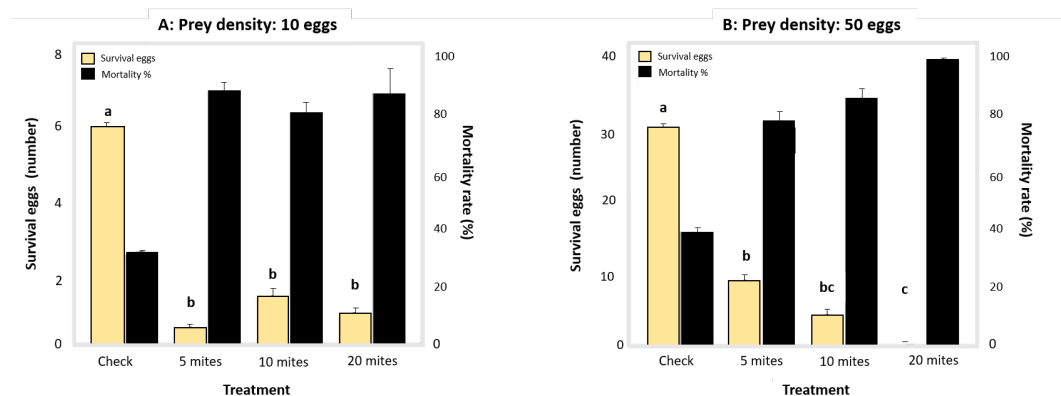 A: Prey density: 10 eggs
Survival eggs
Mortality %
8
6
4
2
0
Survival eggs (number)
100
80
60
40
20
0
Mortality rate (%)
a
b
b
b
Check 5 mites 10 mites 20 mites
Treatment
B: Prey density: 50 eggs
Survival eggs
Mortality %
40
30
20
10
0
Survival eggs (number)
100
80
60
40
20
0
Mortality rate (%)
a
b
bc
c
Check 5 mites 10 mites 20 mites
Treatment